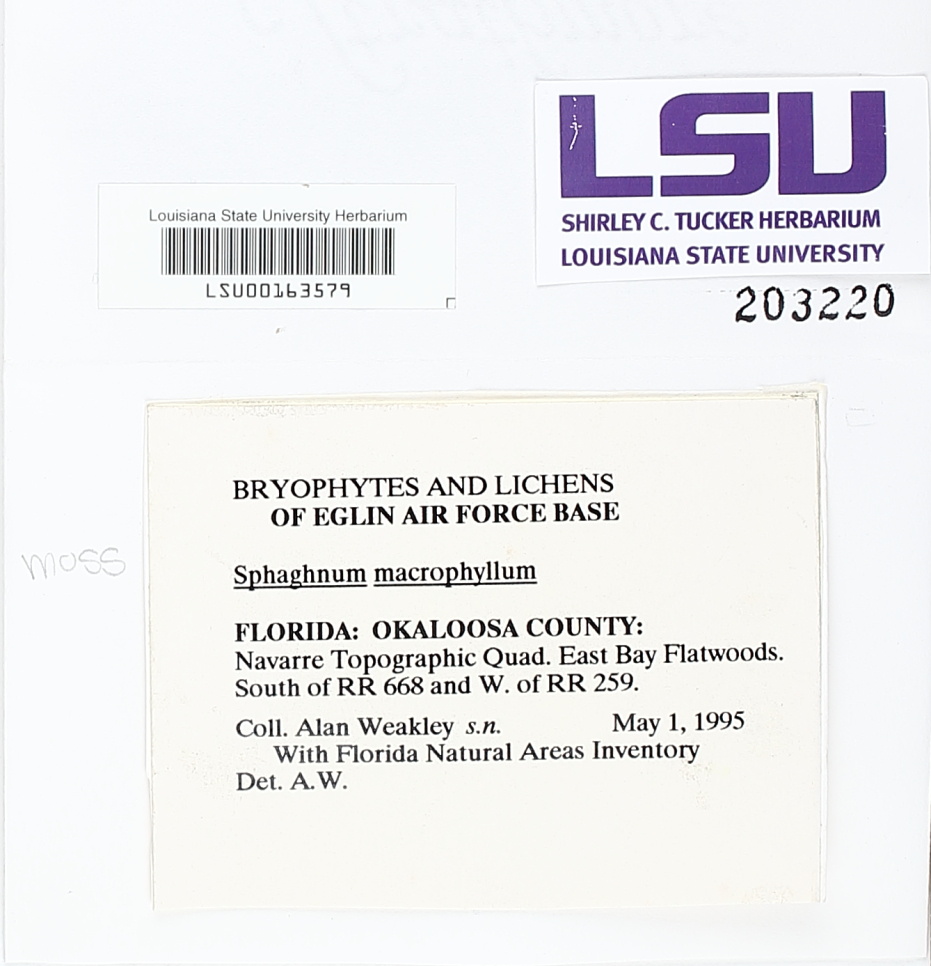 LSU
SHIRLEY C. TUCKER HERBARIUM
LOUISIANA STATE UNIVERSITY
Louisiana State University Herbarium
LSU00163579
203220
moss
BRYOPHYTES AND LICHENS
OF EGLIN AIR FORCE BASE
Sphaghnum macrophyllum
FLORIDA: OKALOOSA COUNTY:
Navarre Topographic Quad. East Bay Flatwoods.
South of RR 668 and W. of RR 259.
Coll. Alan Weakley s.n. May 1, 1995
With Florida Natural Areas Inventory
Det. A.W.